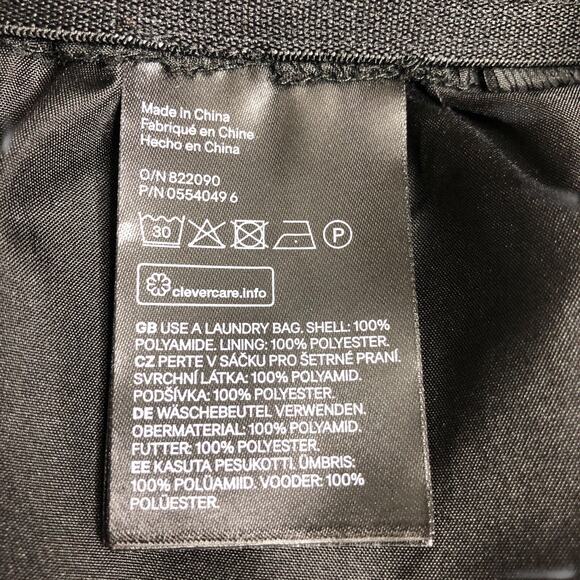 Made in China
Fabriqué en Chine
Hecho en China
O/N 822090
P/N 0554049 6
30
P
clevercare.info
GB USE A LAUNDRY BAG. SHELL: 100%
POLYAMIDE. LINING: 100% POLYESTER.
CZ PERTE V SÁČKU PRO ŠETRNÉ PRANÍ.
SVRCHNÍ LÁTKA: 100% POLYAMID.
PODŠÍVKA: 100% POLYESTER.
DE WÄSCHEBEUTEL VERWENDEN.
OBERMATERIAL: 100% POLYAMID.
FUTTER: 100% POLYESTER.
EE KASUTA PESUKOTTI. ÜMBRIS:
100% POLÜAMIID. VOODER: 100%
POLÜESTER.